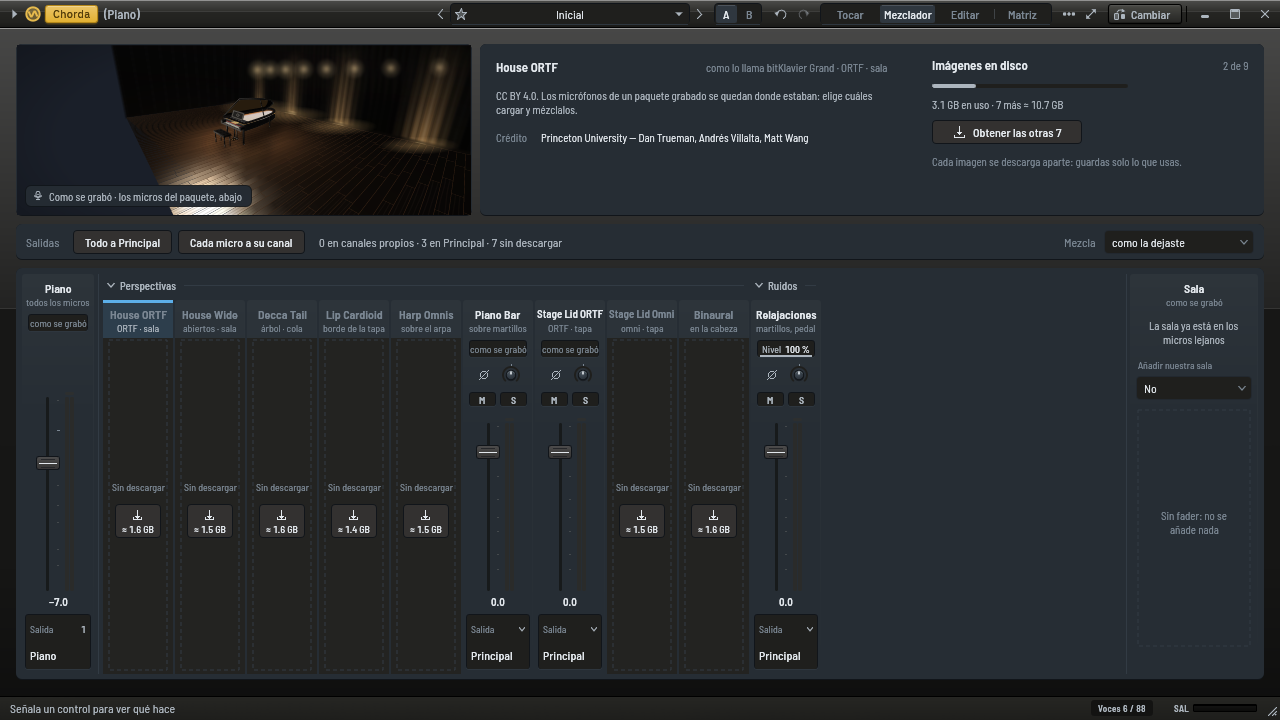 Chorda (Piano)
Inicial
A B
Tocar Mezclador Editar Matriz
Cambiar
Como se grabó · los micros del paquete, abajo
House ORTF
como lo llama bitKlavier Grand · ORTF · sala
CC BY 4.0. Los micrófonos de un paquete grabado se quedan donde estaban: elige cuáles
cargar y mézclalos.
Crédito Princeton University — Dan Trueman, Andrés Villalta, Matt Wang
Imágenes en disco
2 de 9
3.1 GB en uso · 7 más ≈ 10.7 GB
Obtener las otras 7
Cada imagen se descarga aparte: guardas solo lo que usas.
Salidas Todo a Principal Cada micro a su canal 0 en canales propios · 3 en Principal · 7 sin descargar
Mezcla como la dejaste
Piano
todos los micros
como se grabó
−7.0
Salida 1
Piano
Perspectivas
House ORTF
ORTF · sala
Sin descargar
≈ 1.6 GB
House Wide
abiertos · sala
Sin descargar
≈ 1.5 GB
Decca Tail
árbol · cola
Sin descargar
≈ 1.6 GB
Lip Cardioid
borde de la tapa
Sin descargar
≈ 1.4 GB
Harp Omnis
sobre el arpa
Sin descargar
≈ 1.5 GB
Piano Bar
sobre martillos
como se grabó
M S
0.0
Salida
Principal
Stage Lid ORTF
ORTF · tapa
como se grabó
M S
0.0
Salida
Principal
Stage Lid Omni
omni · tapa
Sin descargar
≈ 1.5 GB
Binaural
en la cabeza
Sin descargar
≈ 1.6 GB
Ruidos
Relajaciones
martillos, pedal
Nivel 100 %
M S
0.0
Salida
Principal
Sala
como se grabó
La sala ya está en los
micros lejanos
Añadir nuestra sala
No
Sin fader: no se
añade nada
Señala un control para ver qué hace
Voces 6 / 88
SAL